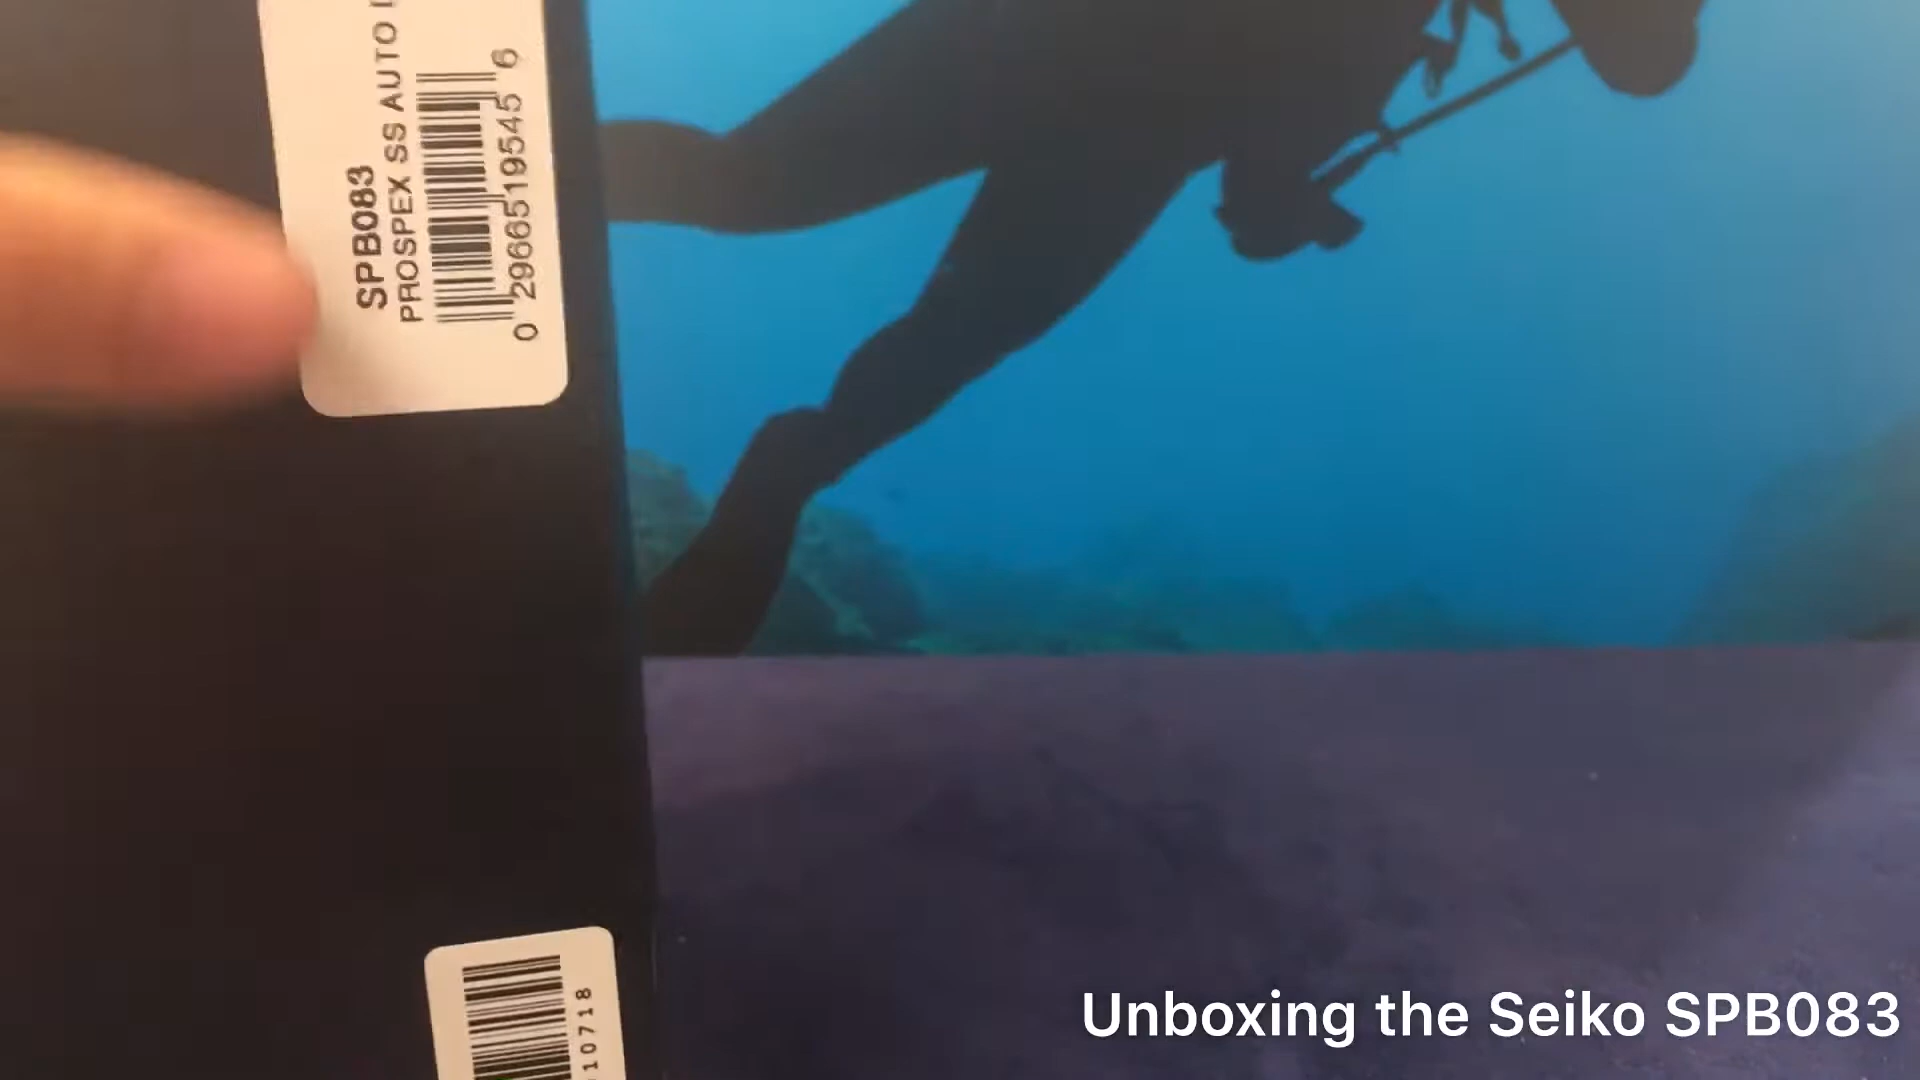 SPB083
PROSPEX SS AUTO
0 29665 19545 6
10718
Unboxing the Seiko SPB083